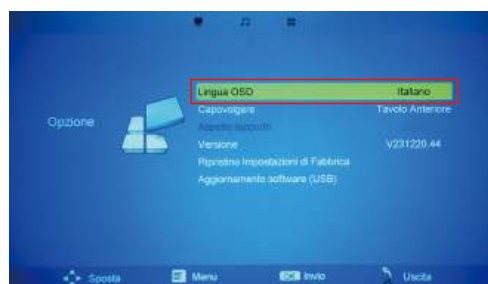 Lingua OSD Italiano
Opzione
Capovolgere Tavolo Anteriore
Aspetto rapporto
Versione V231220.44
Ripristino Impostazioni di Fabbrica
Aggiornamento software (USB)
Sposta Menu OK Invio Uscita